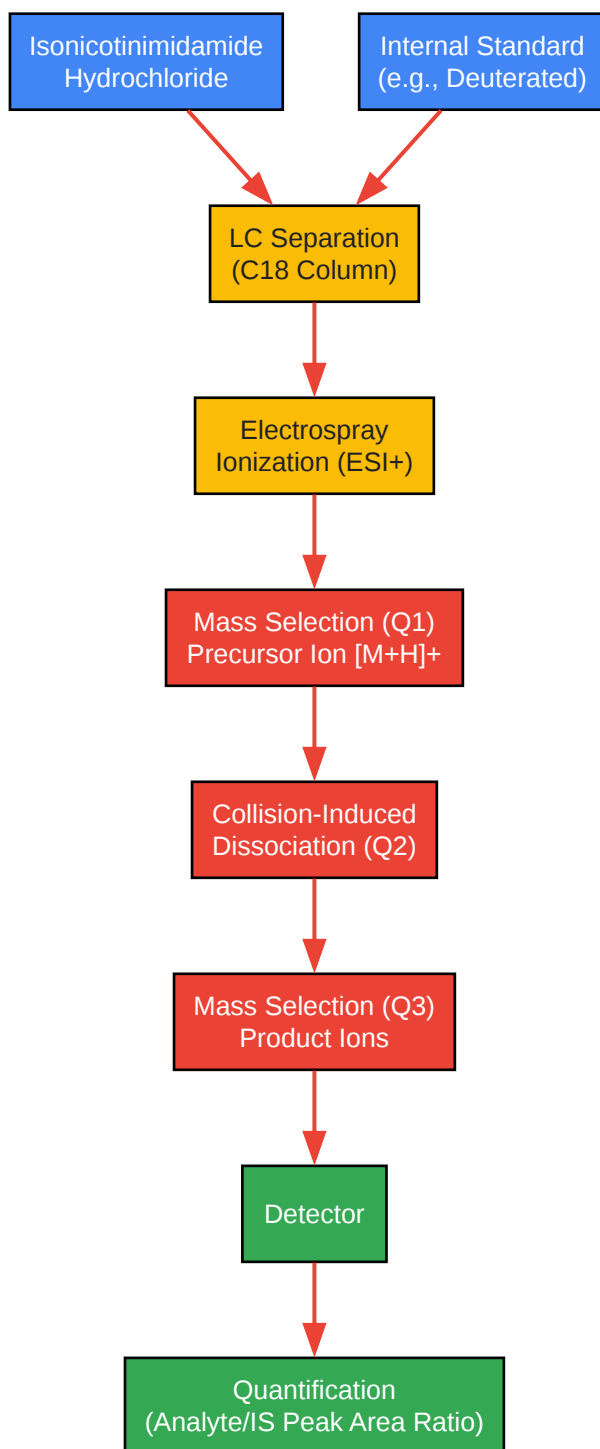 Isonicotinimidamide
Hydrochloride
Internal Standard
(e.g., Deuterated)
LC Separation
(C18 Column)
Electrospray
Ionization (ESI+)
Mass Selection (Q1)
Precursor Ion [M+H]+
Collision-Induced
Dissociation (Q2)
Mass Selection (Q3)
Product Ions
Detector
Quantification
(Analyte/IS Peak Area Ratio)